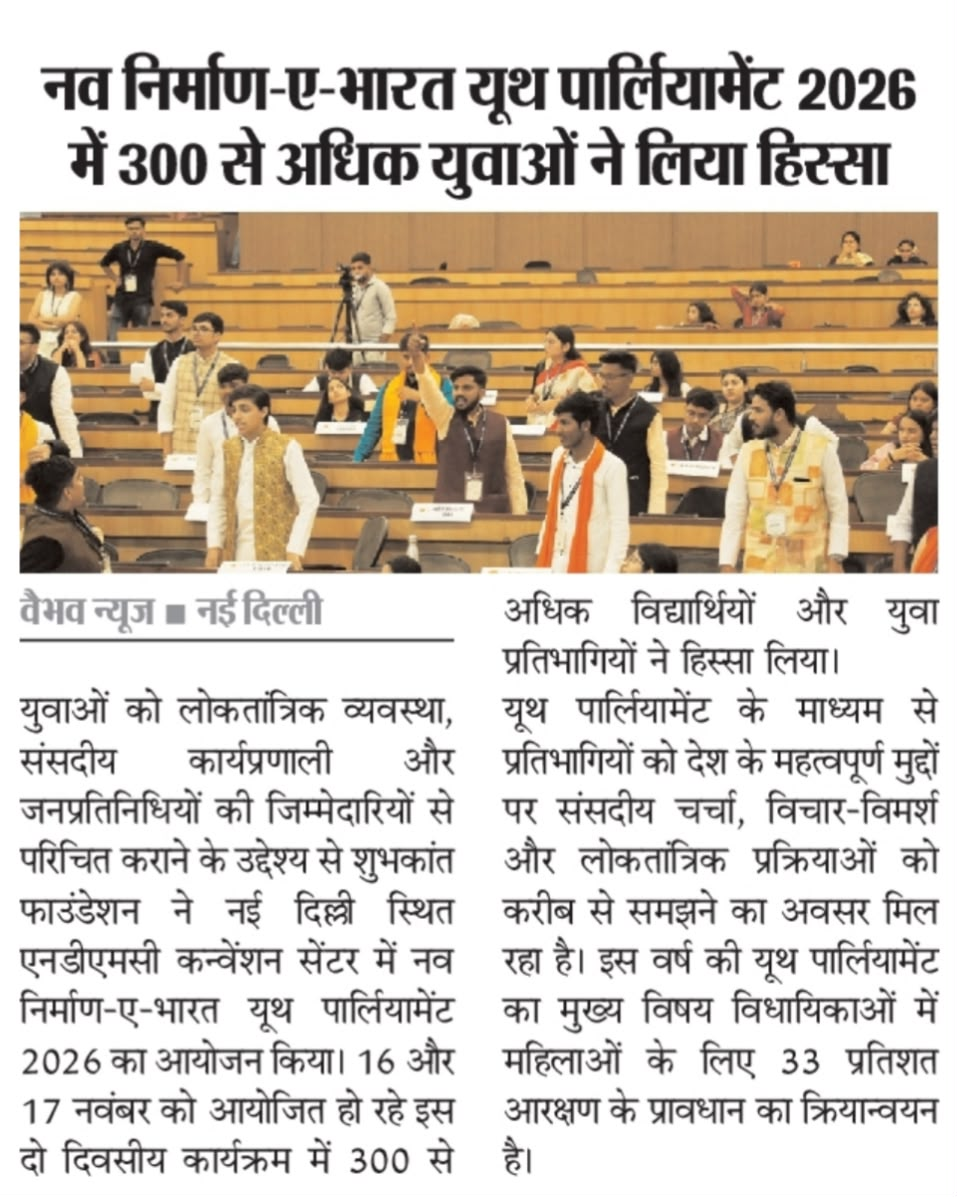 नव निर्माण-ए-भारत यूथ पार्लियामेंट 2026
में 300 से अधिक युवाओं ने लिया हिस्सा
वैभव न्यूज ■ नई दिल्ली
युवाओं को लोकतांत्रिक व्यवस्था,
संसदीय कार्यप्रणाली और
जनप्रतिनिधियों की जिम्मेदारियों से
परिचित कराने के उद्देश्य से शुभकांत
फाउंडेशन ने नई दिल्ली स्थित
एनडीएमसी कन्वेंशन सेंटर में नव
निर्माण-ए-भारत यूथ पार्लियामेंट
2026 का आयोजन किया। 16 और
17 नवंबर को आयोजित हो रहे इस
दो दिवसीय कार्यक्रम में 300 से
अधिक विद्यार्थियों और युवा
प्रतिभागियों ने हिस्सा लिया।
यूथ पार्लियामेंट के माध्यम से
प्रतिभागियों को देश के महत्वपूर्ण मुद्दों
पर संसदीय चर्चा, विचार-विमर्श
और लोकतांत्रिक प्रक्रियाओं को
करीब से समझने का अवसर मिल
रहा है। इस वर्ष की यूथ पार्लियामेंट
का मुख्य विषय विधायिकाओं में
महिलाओं के लिए 33 प्रतिशत
आरक्षण के प्रावधान का क्रियान्वयन
है।